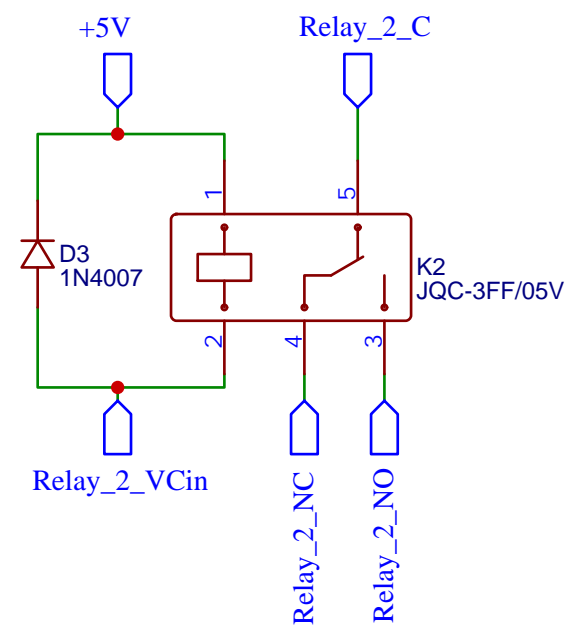 +5V
Relay_2_C
1
5
D3
1N4007
K2
JQC-3FF/05V
2
4
3
Relay_2_VCin
Relay_2_NC
Relay_2_NO